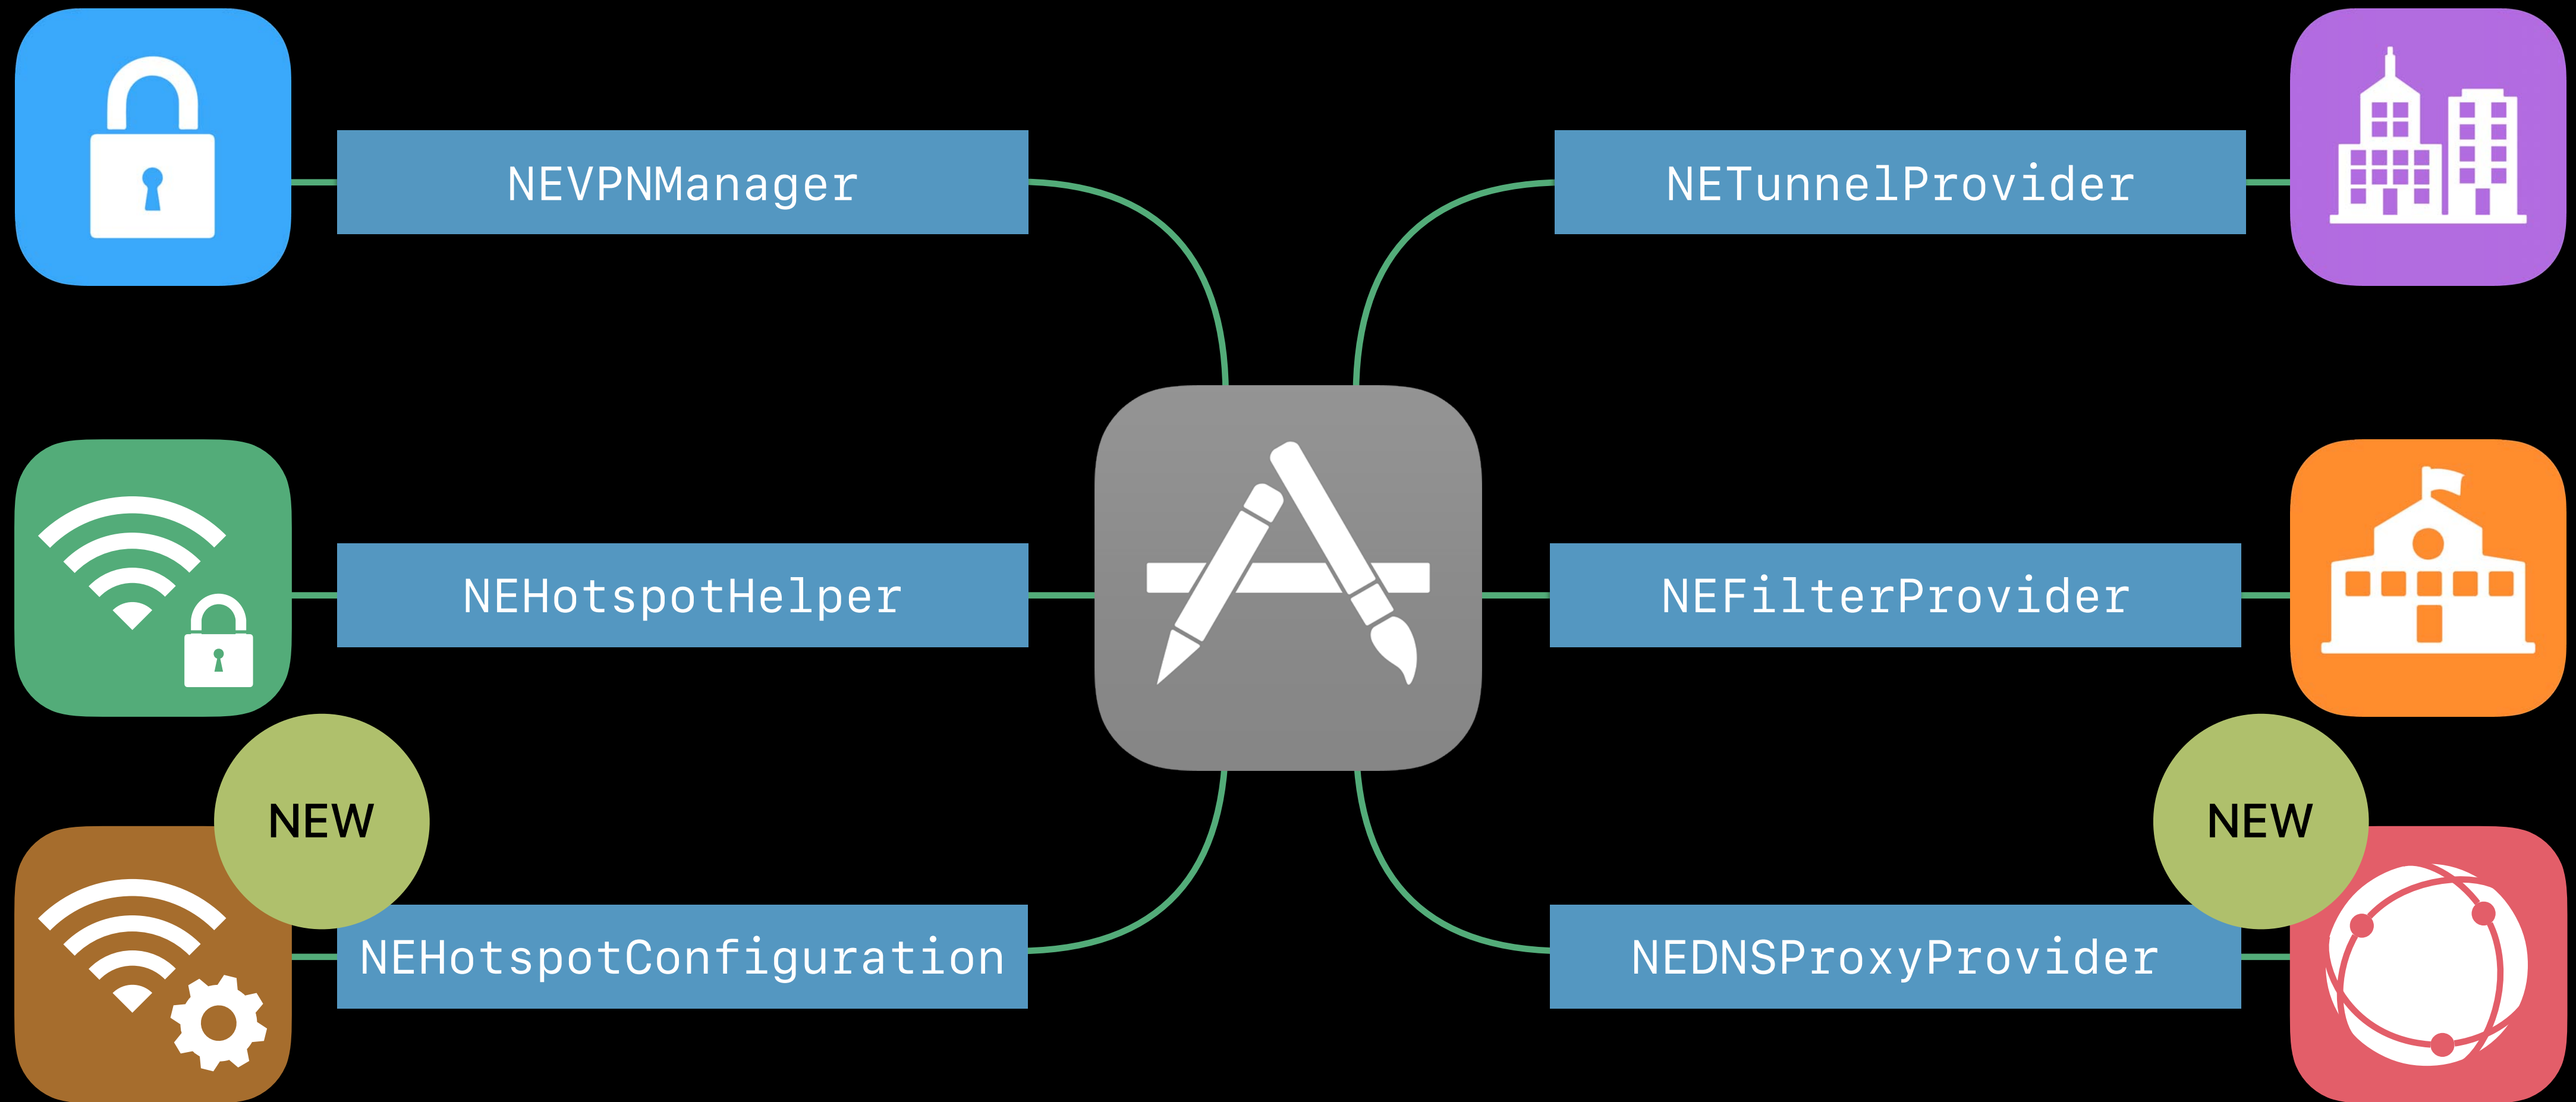 NEVPNManager
NETunnelProvider
NEHotspotHelper
NEFilterProvider
NEW
NEW
NEHotspotConfiguration
NEDNSProxyProvider